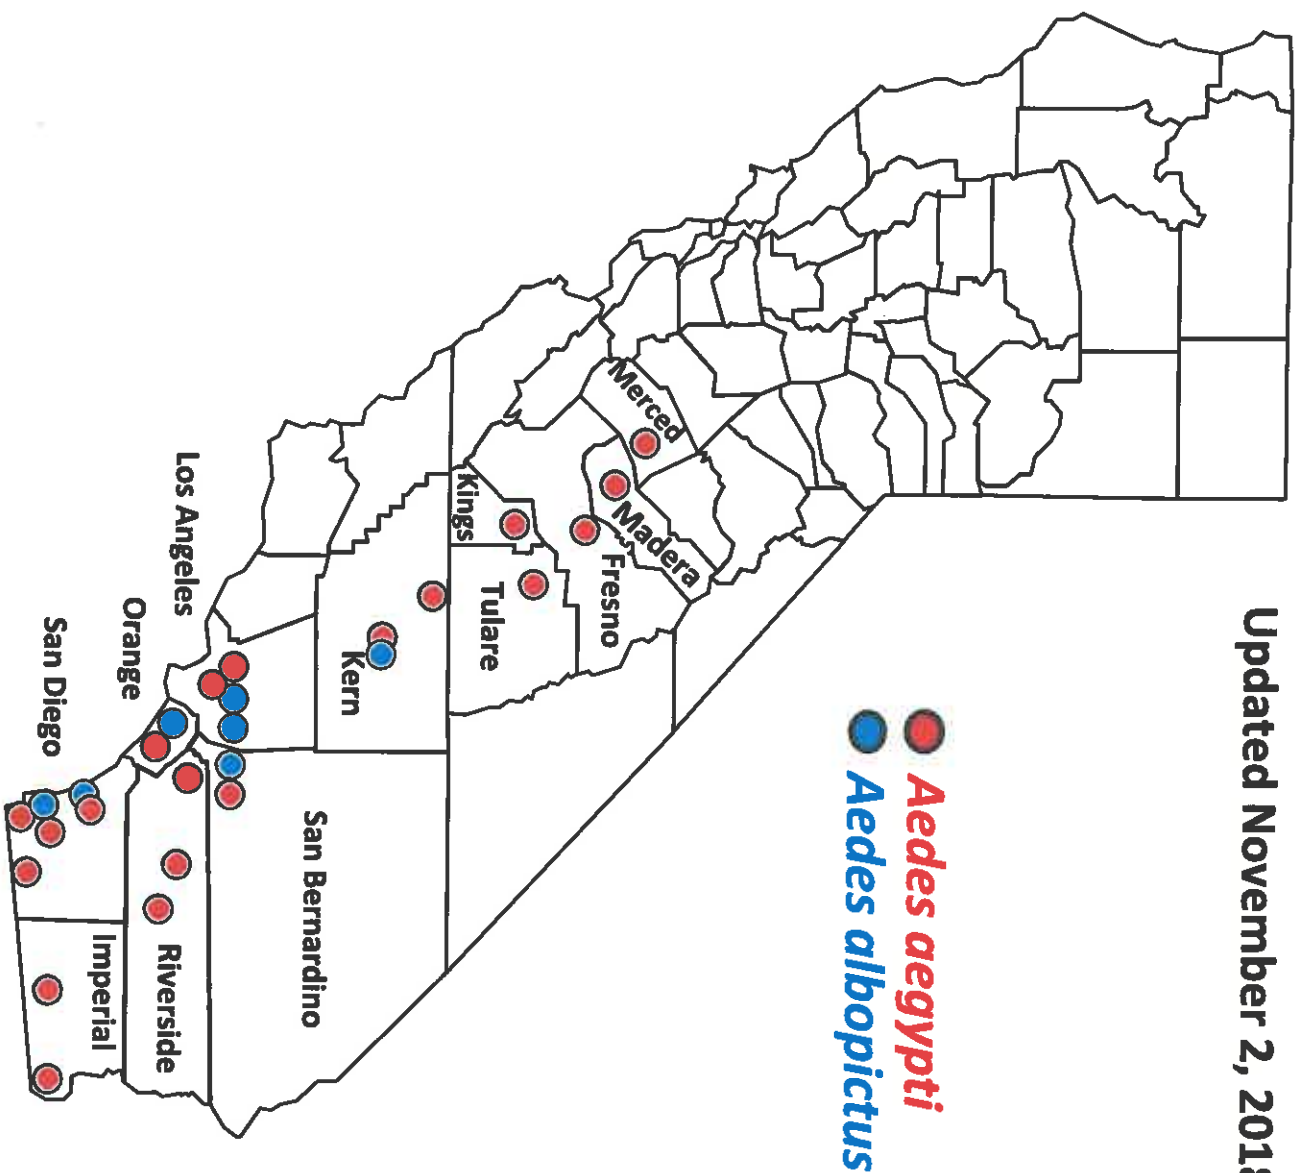 Updated November 2, 2018
Aedes aegypti
Aedes albopictus
Merced
Madera
Fresno
Kings
Tulare
Kern
San Bernardino
Los Angeles
Orange
Riverside
San Diego
Imperial